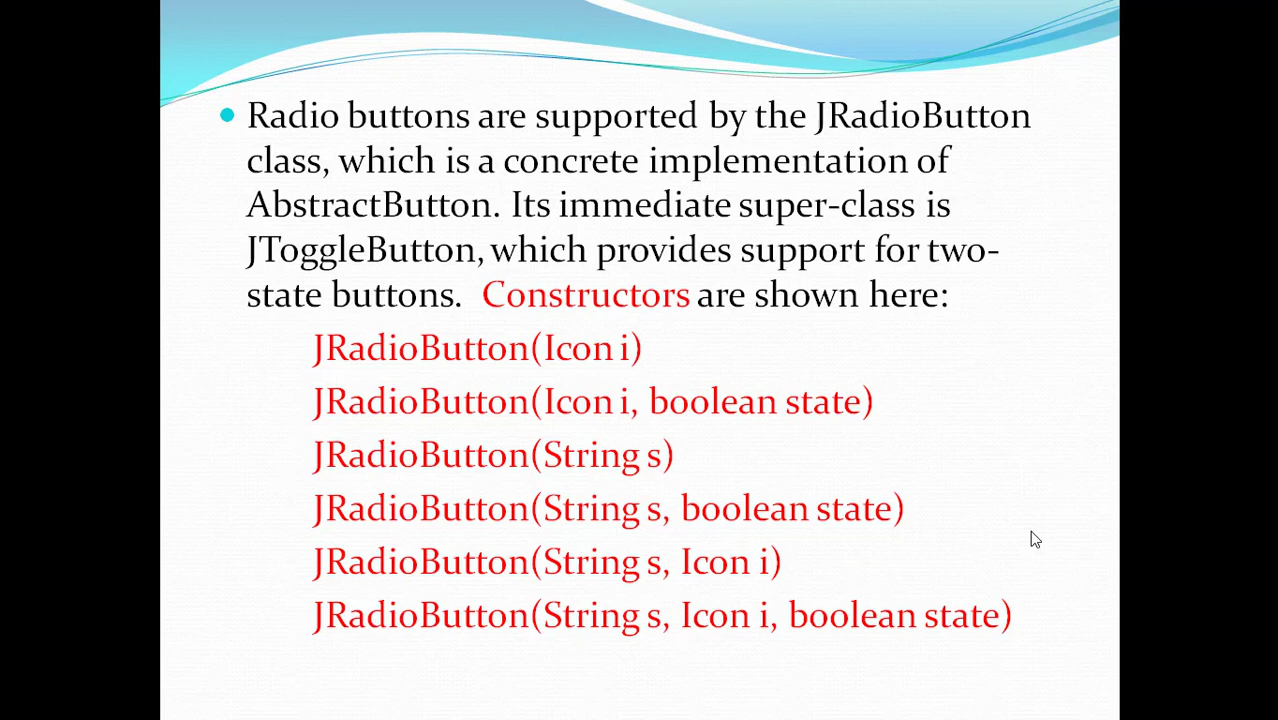 Radio buttons are supported by the JRadioButton
class, which is a concrete implementation of
AbstractButton. Its immediate super-class is
JToggleButton, which provides support for two-
state buttons. Constructors are shown here:
JRadioButton(Icon i)
JRadioButton(Icon i, boolean state)
JRadioButton(String s)
JRadioButton(String s, boolean state)
JRadioButton(String s, Icon i)
JRadioButton(String s, Icon i, boolean state)